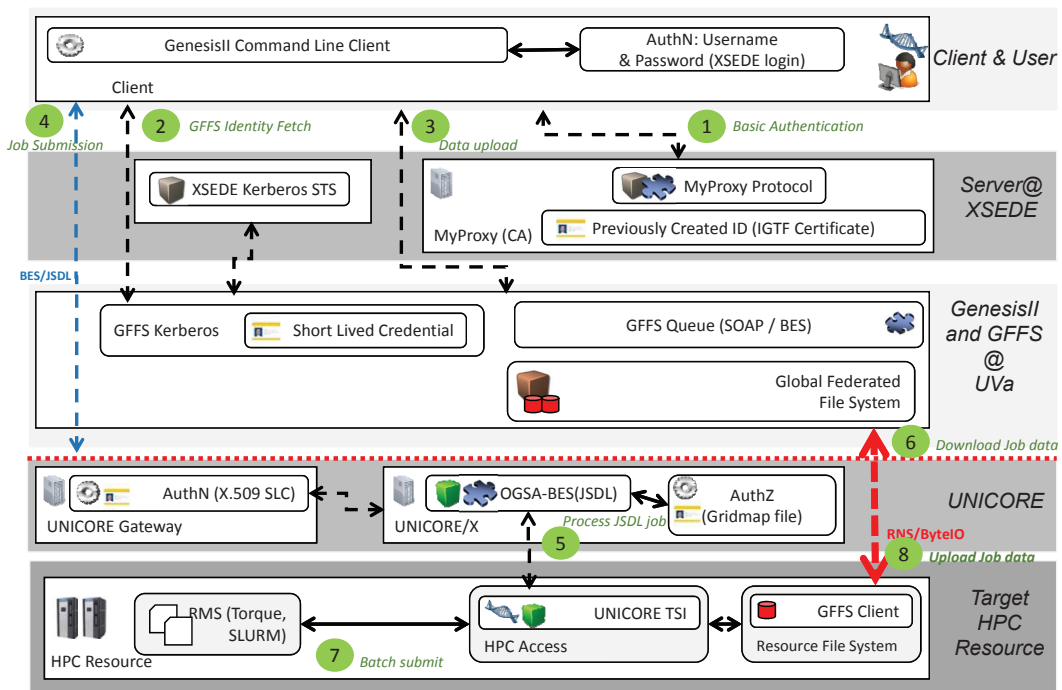 GenesisII Command Line Client
AuthN: Username
& Password (XSEDE login)
Client & User
Client
4
Job Submission
2
GFFS Identity Fetch
3
Data upload
1
Basic Authentication
XSEDE Kerberos STS
MyProxy Protocol
MyProxy (CA)
Previously Created ID (IGTF Certificate)
Server@
XSEDE
BES/JSDL
GFFS Kerberos
Short Lived Credential
GFFS Queue (SOAP / BES)
Global Federated
File System
GenesisII
and GFFS
@
UVa
6
Download Job data
AuthN (X.509 SLC)
UNICORE Gateway
OGSA-BES(JSDL)
UNICORE/X
Process JSDL job
AuthZ
(Gridmap file)
UNICORE
5
RNS/ByteIO
8
Upload Job data
RMS (Torque,
SLURM)
HPC Resource
7
Batch submit
UNICORE TSI
HPC Access
GFFS Client
Resource File System
Target
HPC
Resource